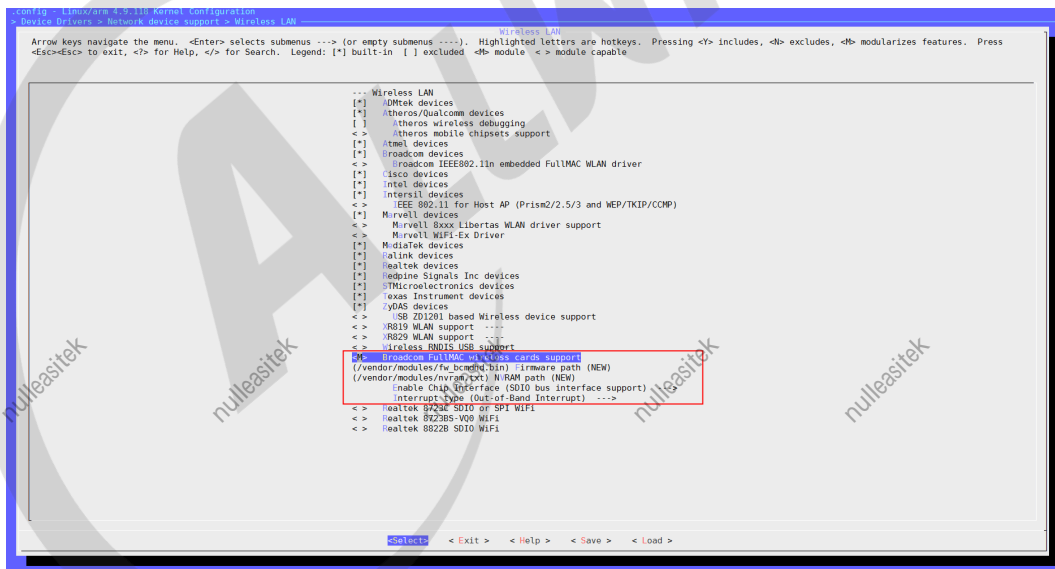 .config - Linux/arm 4.9.118 Kernel Configuration
> Device Drivers > Network device support > Wireless LAN
Wireless LAN
Arrow keys navigate the menu. <Enter> selects submenus ---> (or empty submenus ----). Highlighted letters are hotkeys. Pressing <Y> includes, <N> excludes, <M> modularizes features. Press
<Esc><Esc> to exit, <?> for Help, </> for Search. Legend: [*] built-in [ ] excluded <M> module < > module capable
--- Wireless LAN
[*] ADMtek devices
[*] Atheros/Qualcomm devices
[ ] Atheros wireless debugging
< > Atheros mobile chipsets support
[*] Atmel devices
[*] Broadcom devices
< > Broadcom IEEE802.11n embedded FullMAC WLAN driver
[*] Cisco devices
[*] Intel devices
[*] Intersil devices
< > IEEE 802.11 for Host AP (Prism2/2.5/3 and WEP/TKIP/CCMP)
[*] Marvell devices
< > Marvell 8xxx Libertas WLAN driver support
< > Marvell WiFi-Ex Driver
[*] MediaTek devices
[*] Ralink devices
[*] Realtek devices
[*] Redpine Signals Inc devices
[*] STMicroelectronics devices
[*] Texas Instrument devices
[*] ZyDAS devices
< > USB ZD1201 based Wireless device support
< > XR819 WLAN support ----
< > XR829 WLAN support ----
< > Wireless RNDIS USB support
<M> Broadcom FullMAC wireless cards support
(/vendor/modules/fw_bcmdhd.bin) Firmware path (NEW)
(/vendor/modules/nvram.txt) NVRAM path (NEW)
Enable Chip Interface (SDIO bus interface support) --->
Interrupt type (Out-of-Band Interrupt) --->
< > Realtek 8723C SDIO or SPI WiFi
< > Realtek 8723BS-VQ0 WiFi
< > Realtek 8822B SDIO WiFi
<Select> < Exit > < Help > < Save > < Load >
nulleasitek
nulleasitek
nulleasitek
nulleasitek
nulleasitek